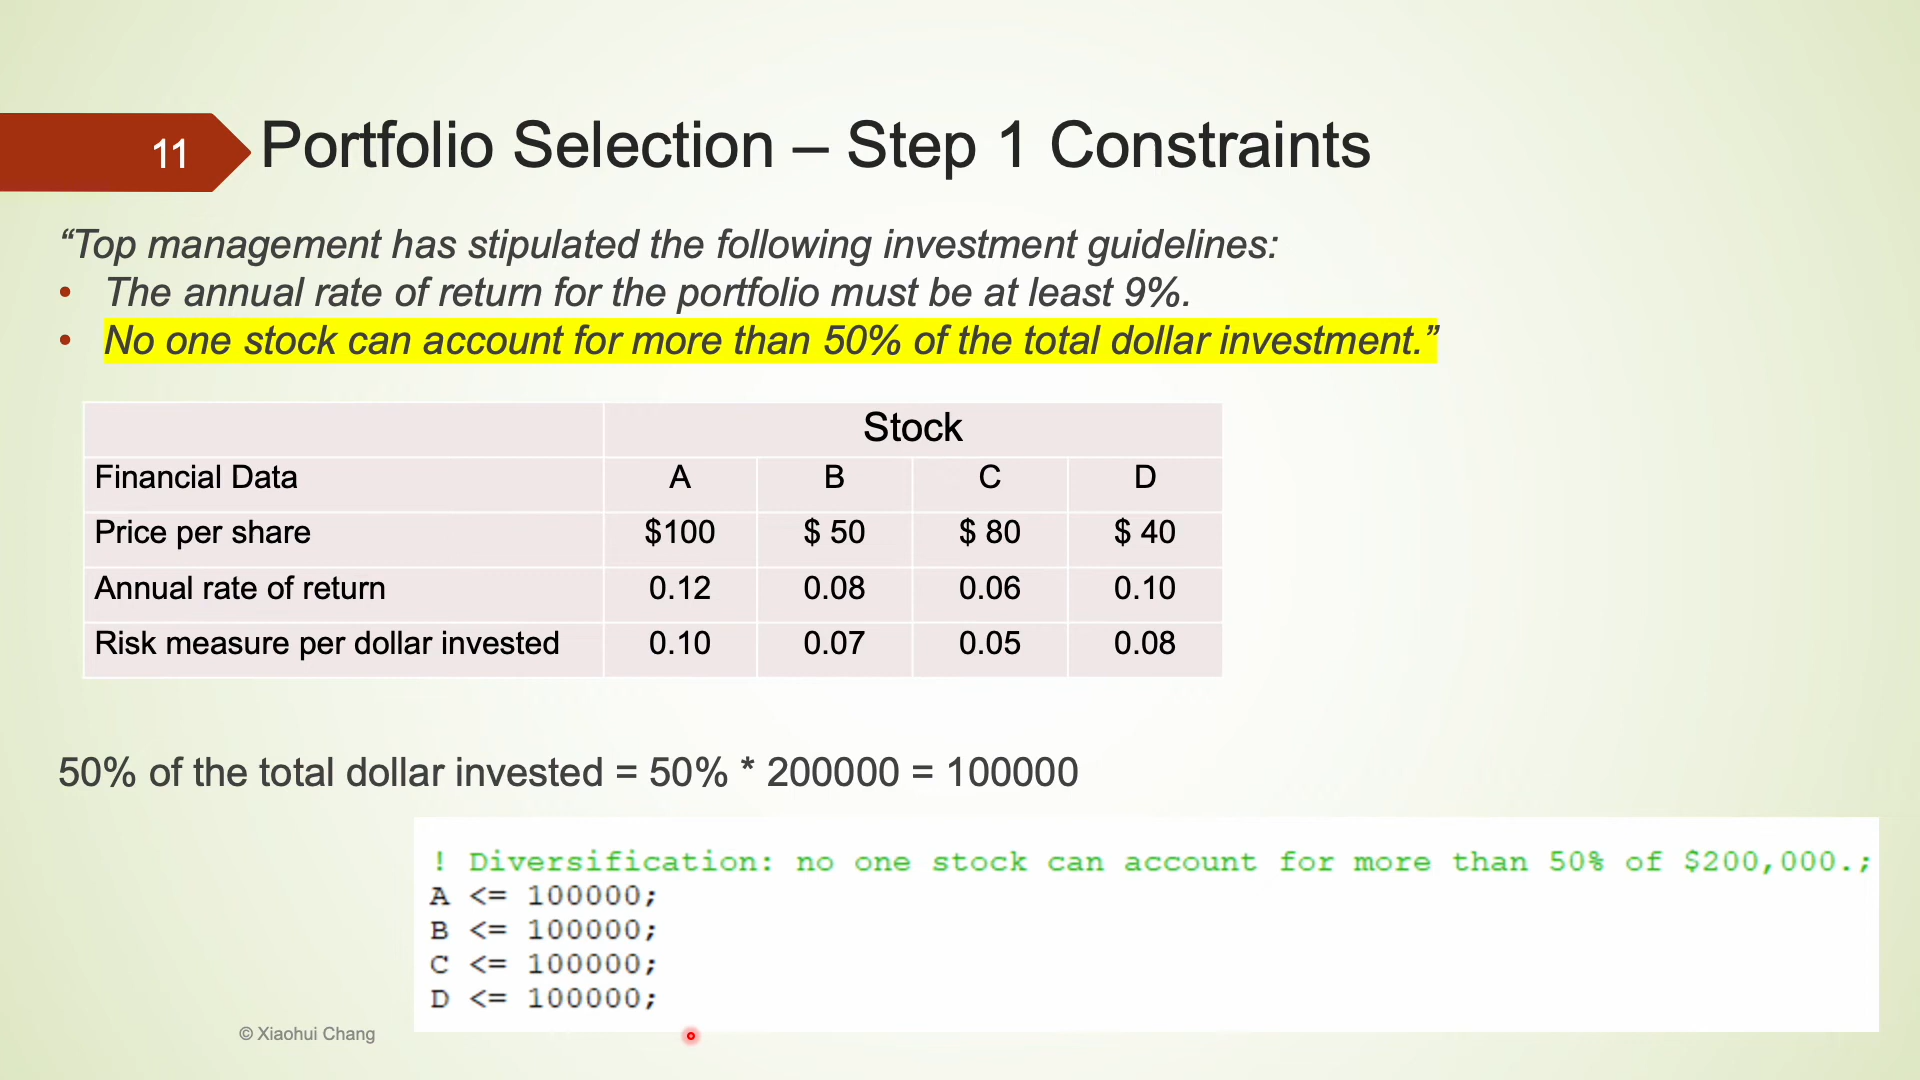 11
Portfolio Selection – Step 1 Constraints
“Top management has stipulated the following investment guidelines:
• The annual rate of return for the portfolio must be at least 9%.
• No one stock can account for more than 50% of the total dollar investment.”
Stock
Financial Data A B C D
Price per share $100 $ 50 $ 80 $ 40
Annual rate of return 0.12 0.08 0.06 0.10
Risk measure per dollar invested 0.10 0.07 0.05 0.08
50% of the total dollar invested = 50% * 200000 = 100000
! Diversification: no one stock can account for more than 50% of $200,000.;
A <= 100000;
B <= 100000;
C <= 100000;
D <= 100000;
© Xiaohui Chang